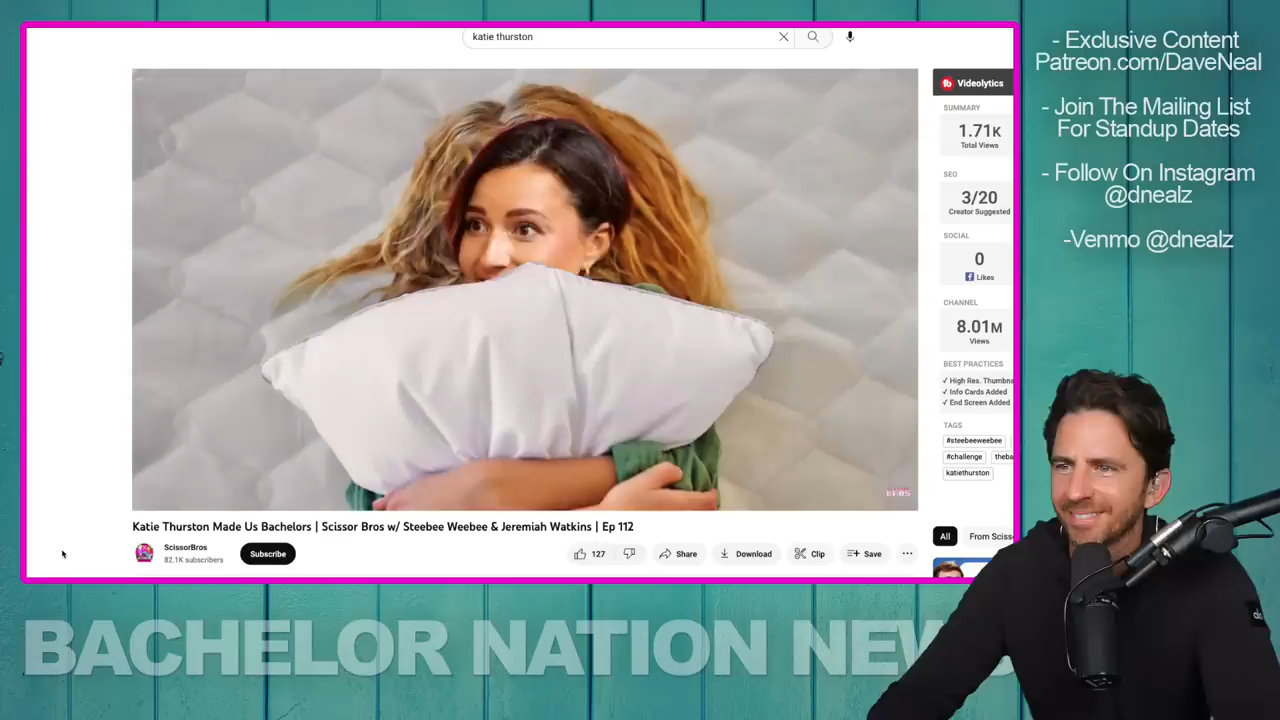 katie thurston
Videolytics
SUMMARY
1.71K
Total Views
SEO
3/20
Creator Suggested
SOCIAL
0
Likes
CHANNEL
8.01M
Views
BEST PRACTICES
✓ High Res. Thumbna
✓ Info Cards Added
✓ End Screen Added
TAGS
#steebeeweebee
#challenge theba
katiethurston
Katie Thurston Made Us Bachelors | Scissor Bros w/ Steebee Weebee & Jeremiah Watkins | Ep 112
ScissorBros
82.1K subscribers
Subscribe
127
Share
Download
Clip
Save
All
From Sciss
- Exclusive Content
Patreon.com/DaveNeal
- Join The Mailing List
For Standup Dates
- Follow On Instagram
@dnealz
-Venmo @dnealz
BACHELOR NATION NEW